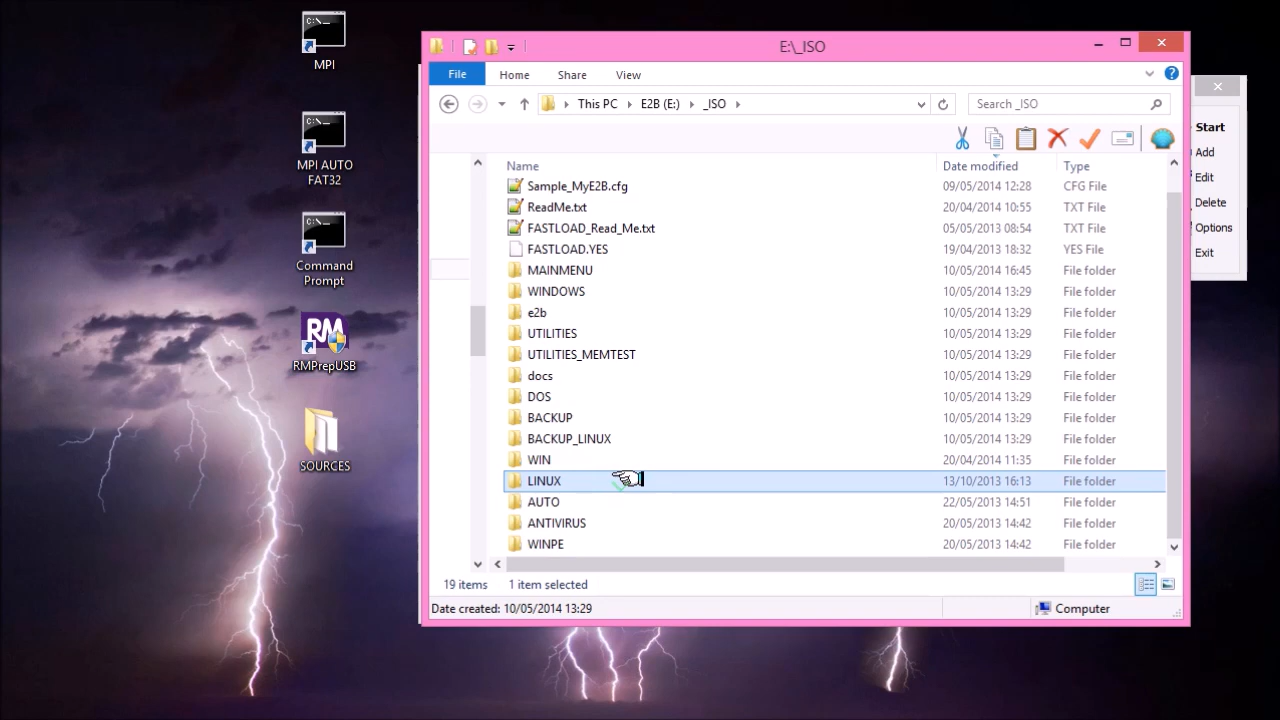 MPI
MPI AUTO
FAT32
Command
Prompt
RM
RMPrepUSB
SOURCES
E:\_ISO
File Home Share View
This PC E2B (E:) _ISO
Search _ISO
Name Date modified Type
Sample_MyE2B.cfg 09/05/2014 12:28 CFG File
ReadMe.txt 20/04/2014 10:55 TXT File
FASTLOAD_Read_Me.txt 05/05/2013 08:54 TXT File
FASTLOAD.YES 19/04/2013 18:32 YES File
MAINMENU 10/05/2014 16:45 File folder
WINDOWS 10/05/2014 13:29 File folder
e2b 10/05/2014 13:29 File folder
UTILITIES 10/05/2014 13:29 File folder
UTILITIES_MEMTEST 10/05/2014 13:29 File folder
docs 10/05/2014 13:29 File folder
DOS 10/05/2014 13:29 File folder
BACKUP 10/05/2014 13:29 File folder
BACKUP_LINUX 10/05/2014 13:29 File folder
WIN 20/04/2014 11:35 File folder
LINUX 13/10/2013 16:13 File folder
AUTO 22/05/2013 14:51 File folder
ANTIVIRUS 20/05/2013 14:42 File folder
WINPE 20/05/2013 14:42 File folder
19 items 1 item selected
Date created: 10/05/2014 13:29 Computer
Start
Add
Edit
Delete
Options
Exit